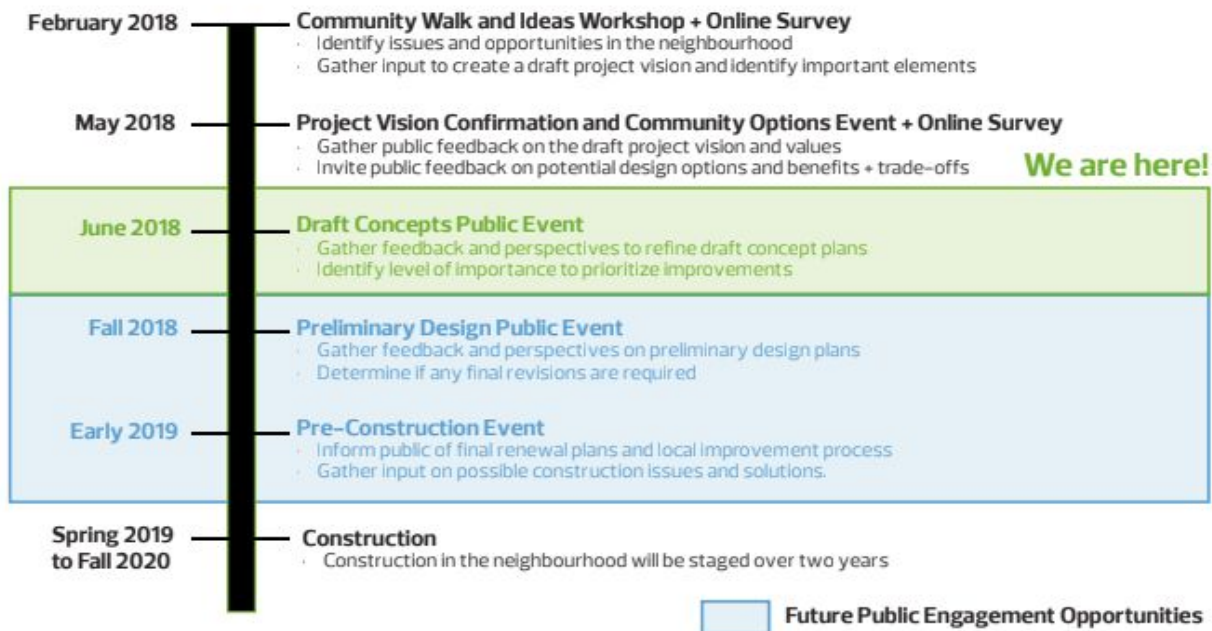 February 2018
Community Walk and Ideas Workshop + Online Survey
· Identify issues and opportunities in the neighbourhood
· Gather input to create a draft project vision and identify important elements
May 2018
Project Vision Confirmation and Community Options Event + Online Survey
· Gather public feedback on the draft project vision and values
· Invite public feedback on potential design options and benefits + trade-offs
We are here!
June 2018
Draft Concepts Public Event
· Gather feedback and perspectives to refine draft concept plans
· Identify level of importance to prioritize improvements
Fall 2018
Preliminary Design Public Event
· Gather feedback and perspectives on preliminary design plans
· Determine if any final revisions are required
Early 2019
Pre-Construction Event
· Inform public of final renewal plans and local improvement process
· Gather input on possible construction issues and solutions.
Spring 2019
to Fall 2020
Construction
· Construction in the neighbourhood will be staged over two years
Future Public Engagement Opportunities